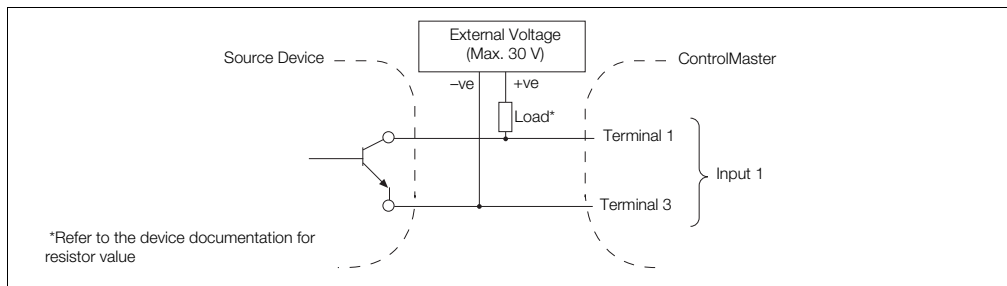 External Voltage
(Max. 30 V)
Source Device
ControlMaster
–ve
+ve
Load*
Terminal 1
Input 1
Terminal 3
*Refer to the device documentation for
resistor value